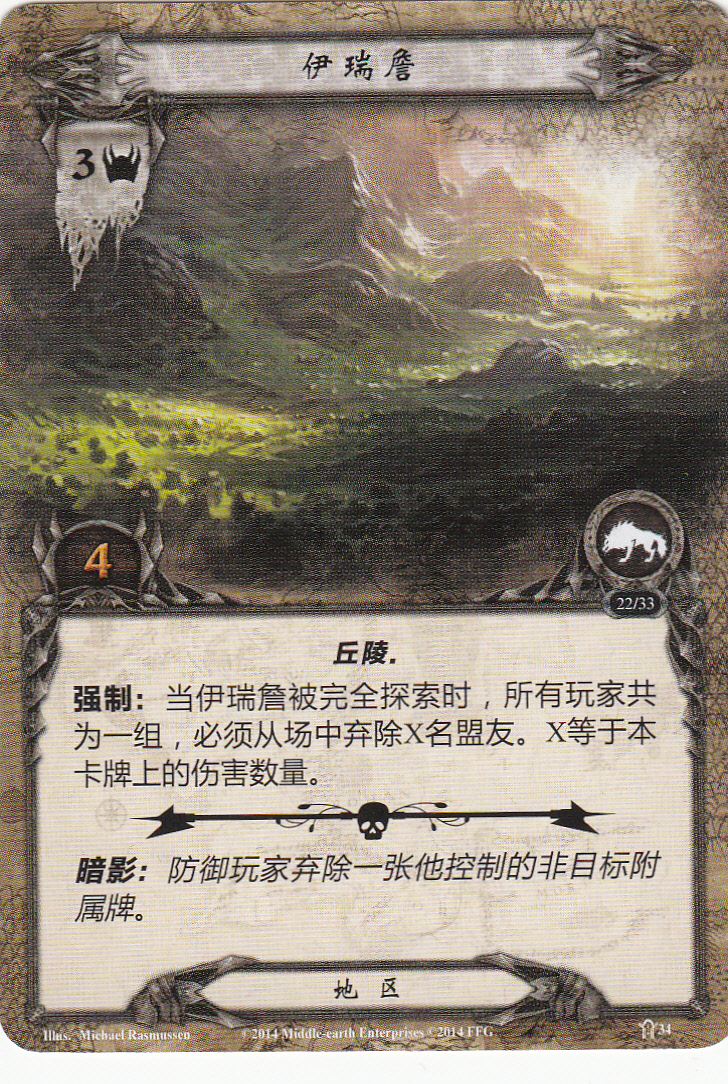 伊瑞詹
3
4
22/33
丘陵.
强制：当伊瑞詹被完全探索时，所有玩家共
为一组，必须从场中弃除X名盟友。X等于本
卡牌上的伤害数量。
暗影：防御玩家弃除一张他控制的非目标附
属牌。
地区
Illus. Michael Rasmussen
©2014 Middle-earth Enterprises ©2014 FFG
34